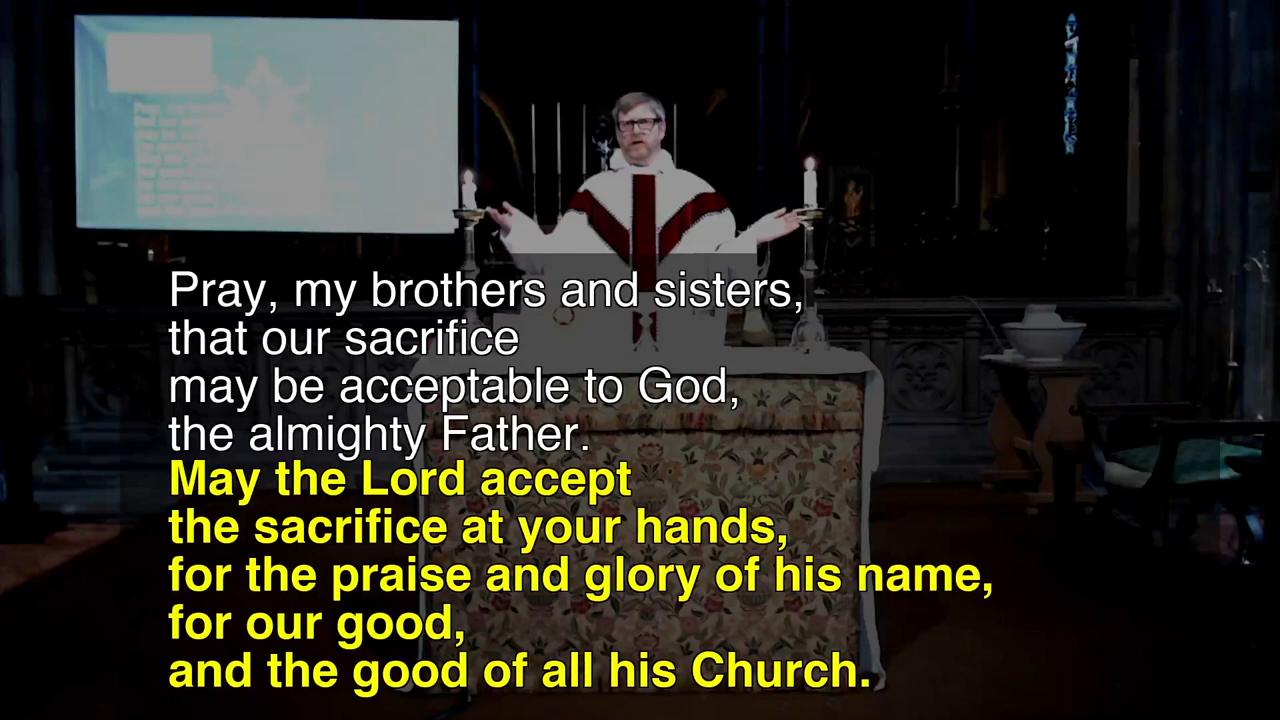 Pray, my brothers and sisters,
that our sacrifice
may be acceptable to God,
the almighty Father.
May the Lord accept
the sacrifice at your hands,
for the praise and glory of his name,
for our good,
and the good of all his Church.